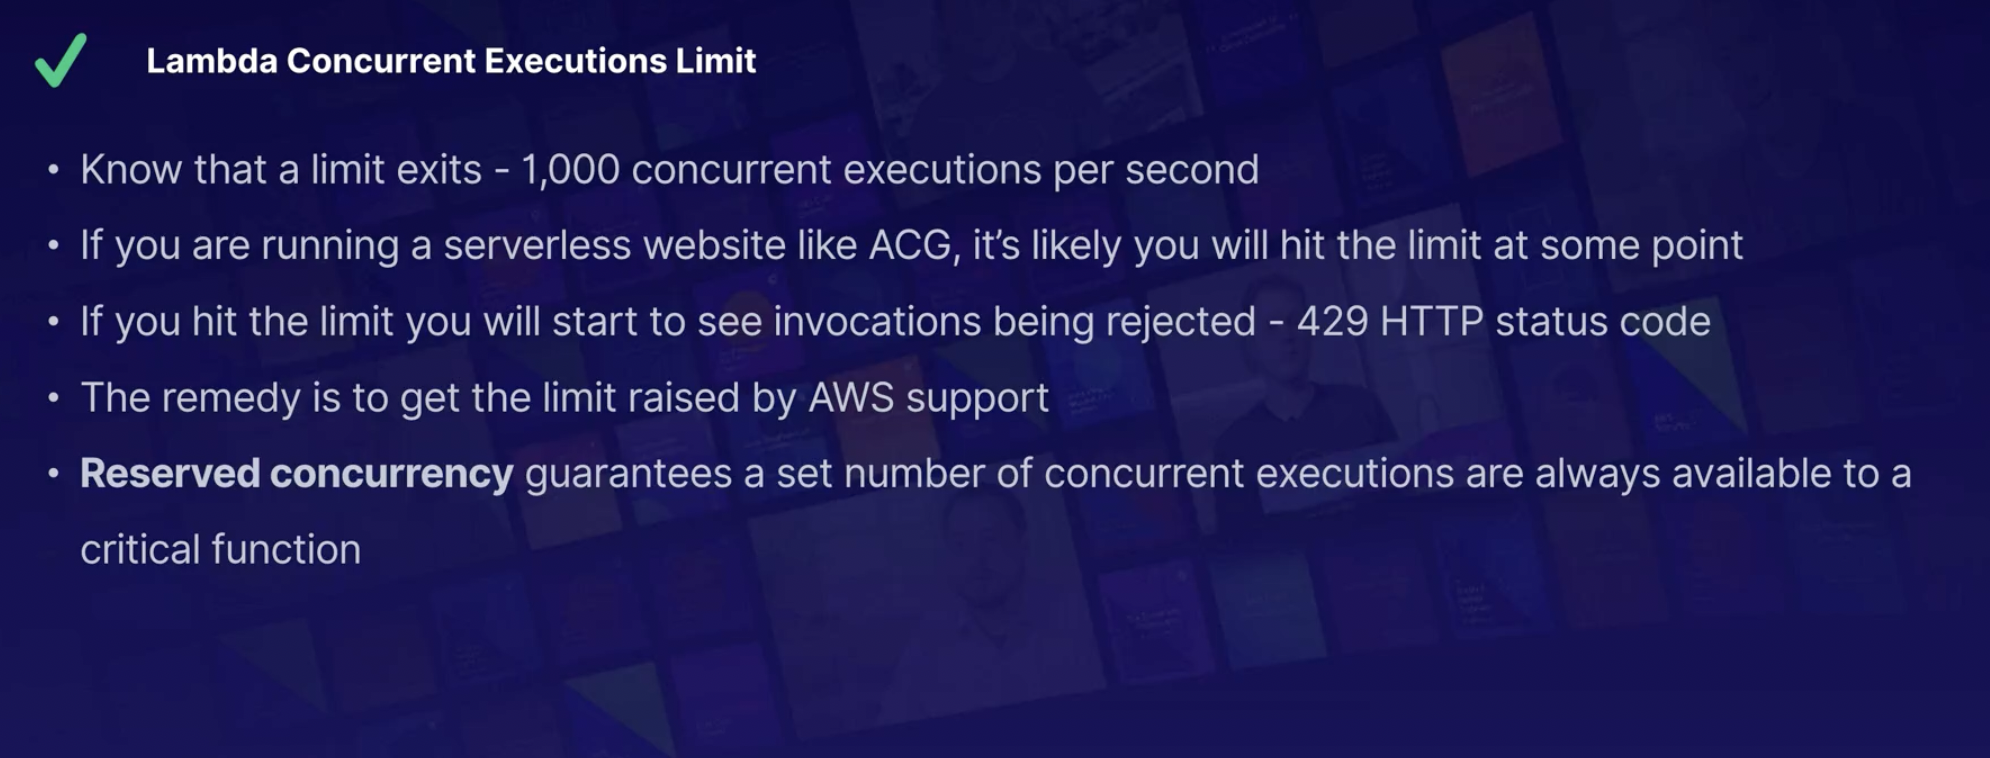 Lambda Concurrent Executions Limit
• Know that a limit exits - 1,000 concurrent executions per second
• If you are running a serverless website like ACG, it's likely you will hit the limit at some point
• If you hit the limit you will start to see invocations being rejected - 429 HTTP status code
• The remedy is to get the limit raised by AWS support
• Reserved concurrency guarantees a set number of concurrent executions are always available to a
critical function